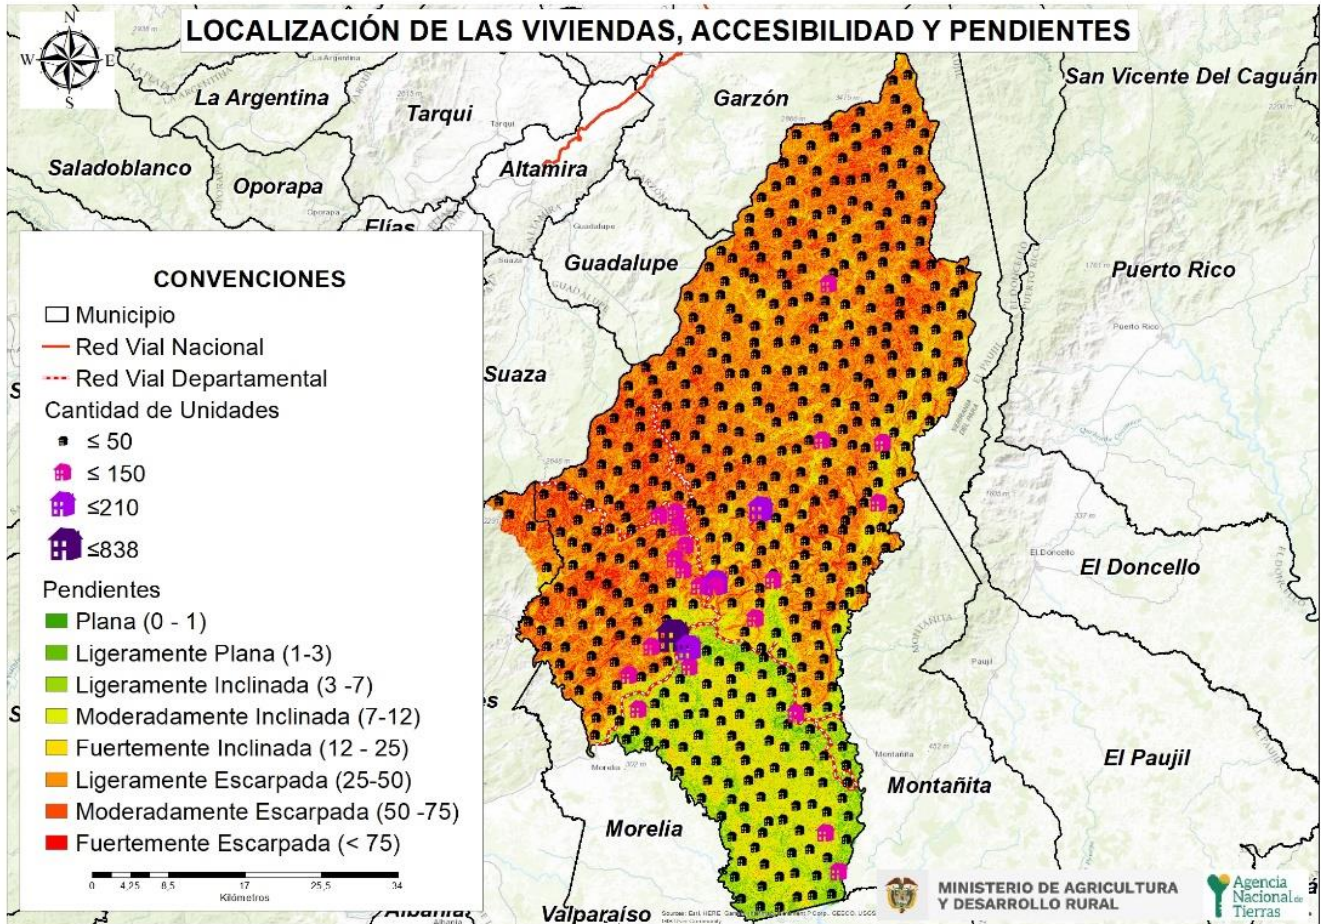 LOCALIZACIÓN DE LAS VIVIENDAS, ACCESIBILIDAD Y PENDIENTES
N
W E
S
La Argentina
Tarqui
Garzón
San Vicente Del Caguán
Saladoblanco
Oporapa
Altamira
Elías
Guadalupe
Puerto Rico
Suaza
El Doncello
El Paujil
Montañita
Morelia
Valparaíso
Albania
CONVENCIONES
Municipio
Red Vial Nacional
Red Vial Departamental
Cantidad de Unidades
≤ 50
≤ 150
≤210
≤838
Pendientes
Plana (0 - 1)
Ligeramente Plana (1-3)
Ligeramente Inclinada (3 -7)
Moderadamente Inclinada (7-12)
Fuertemente Inclinada (12 - 25)
Ligeramente Escarpada (25-50)
Moderadamente Escarpada (50 -75)
Fuertemente Escarpada (< 75)
0 4,25 8,5 17 25,5 34
Kilómetros
MINISTERIO DE AGRICULTURA
Y DESARROLLO RURAL
Agencia
Nacional de
Tierras